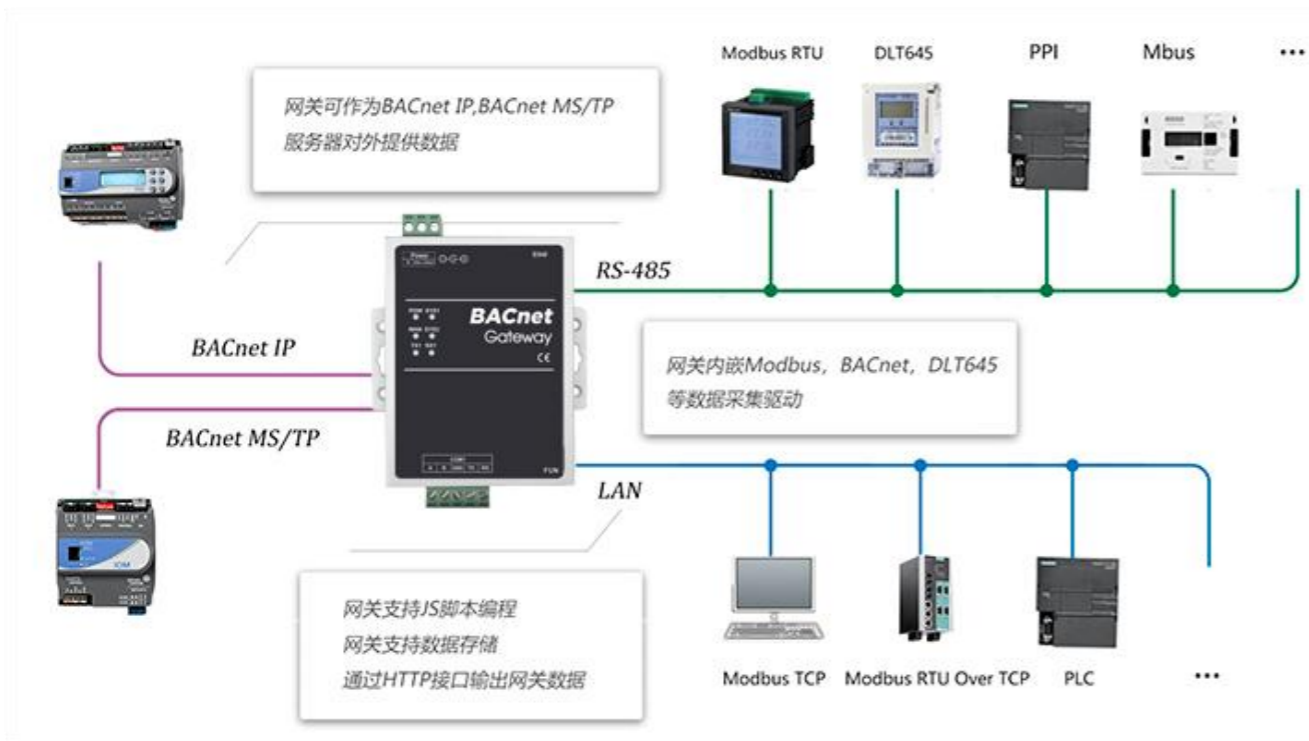 Modbus RTU
DLT645
PPI
Mbus
...
网关可作为BACnet IP,BACnet MS/TP
服务器对外提供数据
RS-485
BACnet
Gateway
CE
BACnet IP
BACnet MS/TP
网关内嵌Modbus，BACnet，DLT645
等数据采集驱动
FUN
LAN
网关支持JS脚本编程
网关支持数据存储
通过HTTP接口输出网关数据
Modbus TCP
Modbus RTU Over TCP
PLC
...